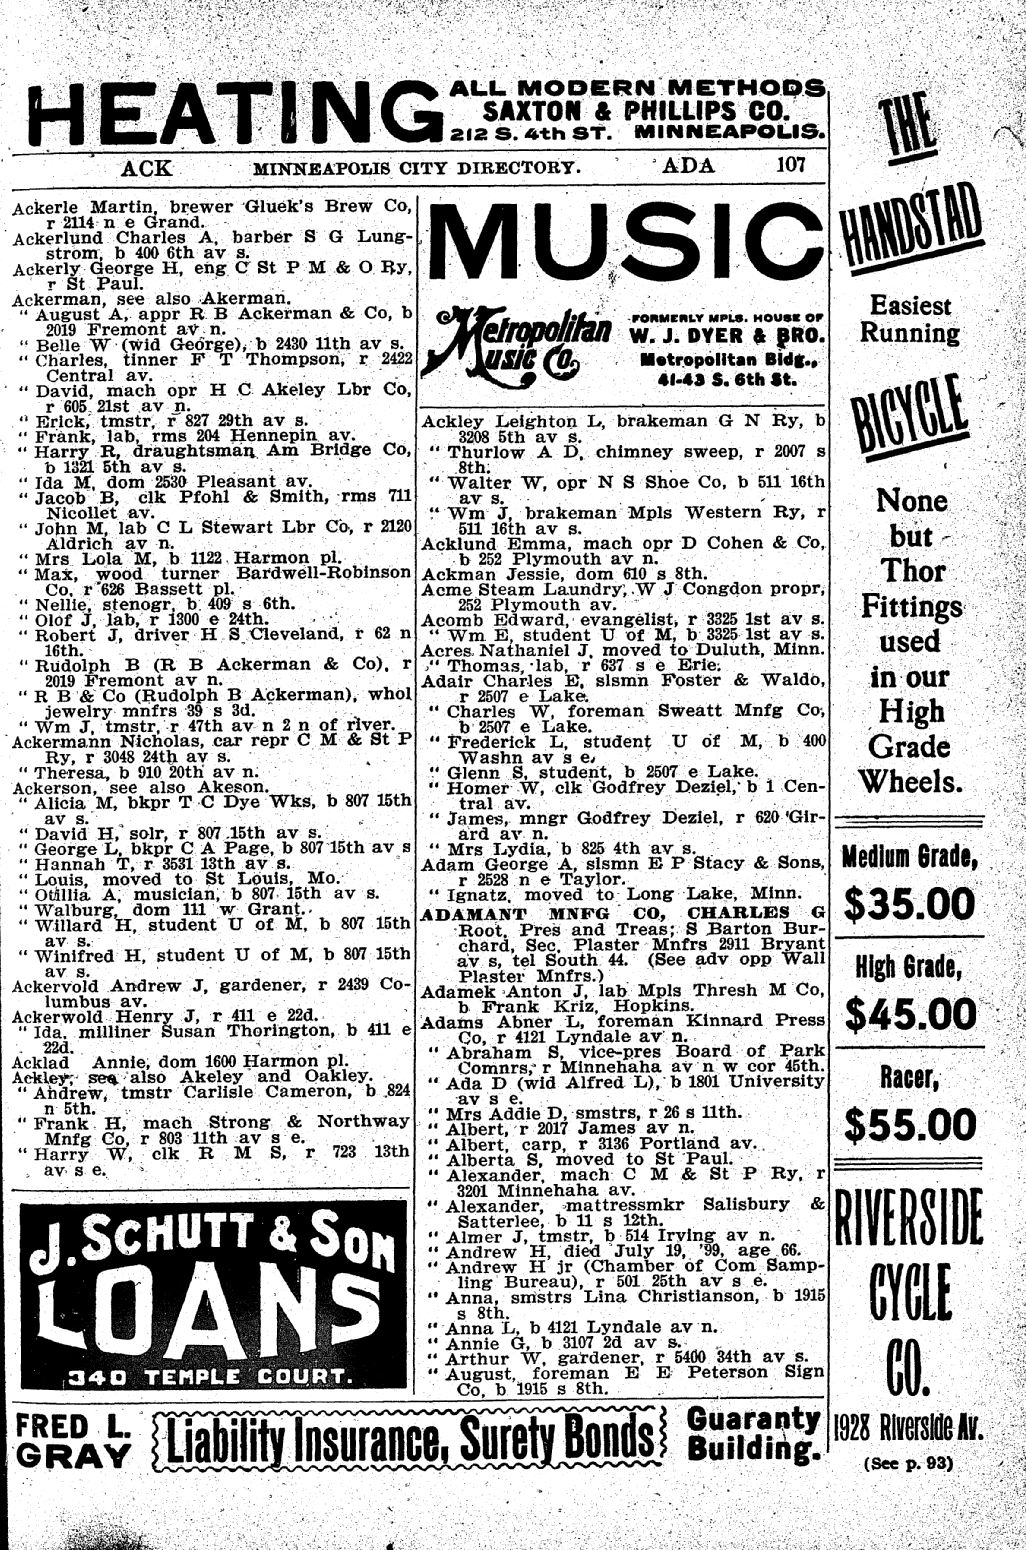 HEATING
ALL MODERN METHODS
SAXTON & PHILLIPS CO.
212 S. 4th ST. MINNEAPOLIS.
ACK MINNEAPOLIS CITY DIRECTORY. ADA 107
Ackerle Martin, brewer Gluek's Brew Co,
r 2114 n e Grand.
Ackerlund Charles A, barber S G Lung-
strom, b 400 6th av s.
Ackerly George H, eng C St P M & O Ry,
r St Paul.
Ackerman, see also Akerman.
" August A, appr R B Ackerman & Co, b
2019 Fremont av n.
" Belle W (wid George), b 2430 11th av s.
" Charles, tinner F T Thompson, r 2422
Central av.
" David, mach opr H C Akeley Lbr Co,
r 605 21st av n.
" Erick, tmstr, r 827 29th av s.
" Frank, lab, rms 204 Hennepin av.
" Harry R, draughtsman Am Bridge Co,
b 1321 5th av s.
" Ida M, dom 2530 Pleasant av.
" Jacob B, clk Pfohl & Smith, rms 711
Nicollet av.
" John M, lab C L Stewart Lbr Co, r 2120
Aldrich av n.
" Mrs Lola M, b 1122 Harmon pl.
" Max, wood turner Bardwell-Robinson
Co, r 626 Bassett pl.
" Nellie, stenogr, b 409 s 6th.
" Olof J, lab, r 1300 e 24th.
" Robert J, driver H S Cleveland, r 62 n
16th.
" Rudolph B (R B Ackerman & Co), r
2019 Fremont av n.
" R B & Co (Rudolph B Ackerman), whol
jewelry mnfrs 39 s 3d.
" Wm J, tmstr, r 47th av n 2 n of river.
Ackermann Nicholas, car repr C M & St P
Ry, r 3048 24th av s.
" Theresa, b 910 20th av n.
Ackerson, see also Akeson.
" Alicia M, bkpr T C Dye Wks, b 807 15th
av s.
" David H, solr, r 807 15th av s.
" George L, bkpr C A Page, b 807 15th av s
" Hannah T, r 3531 13th av s.
" Louis, moved to St Louis, Mo.
" Otillia A, musician, b 807 15th av s.
" Walburg, dom 111 w Grant.
" Willard H, student U of M, b 807 15th
av s.
" Winifred H, student U of M, b 807 15th
av s.
Ackervold Andrew J, gardener, r 2439 Co-
lumbus av.
Ackerwold Henry J, r 411 e 22d.
" Ida, milliner Susan Thorington, b 411 e
22d.
Acklad Annie, dom 1600 Harmon pl.
Ackley, see also Akeley and Oakley.
" Andrew, tmstr Carlisle Cameron, b 824
n 5th.
" Frank H, mach Strong & Northway
Mnfg Co, r 803 11th av s e.
" Harry W, clk R M S, r 723 13th
av s e.
J. SCHUTT & SON
LOANS
340 TEMPLE COURT.
MUSIC
Metropolitan
Music Co.
FORMERLY MPLS. HOUSE OF
W. J. DYER & BRO.
Metropolitan Bldg.,
41-43 S. 6th St.
Ackley Leighton L, brakeman G N Ry, b
3208 5th av s.
" Thurlow A D, chimney sweep, r 2007 s
8th.
" Walter W, opr N S Shoe Co, b 511 16th
av s.
" Wm J, brakeman Mpls Western Ry, r
511 16th av s.
Acklund Emma, mach opr D Cohen & Co,
b 252 Plymouth av n.
Ackman Jessie, dom 610 s 8th.
Acme Steam Laundry, W J Congdon propr,
252 Plymouth av.
Acomb Edward, evangelist, r 3325 1st av s.
" Wm E, student U of M, b 3325 1st av s.
Acres Nathaniel J, moved to Duluth, Minn.
" Thomas, lab, r 637 s e Erie.
Adair Charles E, slsmn Foster & Waldo,
r 2507 e Lake.
" Charles W, foreman Sweatt Mnfg Co,
b 2507 e Lake.
" Frederick L, student U of M, b 400
Washn av s e.
" Glenn S, student, b 2507 e Lake.
" Homer W, clk Godfrey Deziel, b 1 Cen-
tral av.
" James, mngr Godfrey Deziel, r 620 Gir-
ard av n.
" Mrs Lydia, b 825 4th av s.
Adam George A, slsmn E P Stacy & Sons,
r 2528 n e Taylor.
" Ignatz, moved to Long Lake, Minn.
ADAMANT MNFG CO, CHARLES G
Root, Pres and Treas; S Barton Bur-
chard, Sec, Plaster Mnfrs 2911 Bryant
av s, tel South 44. (See adv opp Wall
Plaster Mnfrs.)
Adamek Anton J, lab Mpls Thresh M Co,
b Frank Kriz, Hopkins.
Adams Abner L, foreman Kinnard Press
Co, r 4121 Lyndale av n.
" Abraham S, vice-pres Board of Park
Comnrs, r Minnehaha av n w cor 45th.
" Ada D (wid Alfred L), b 1801 University
av s e.
" Mrs Addie D, smstrs, r 26 s 11th.
" Albert, r 2017 James av n.
" Albert, carp, r 3136 Portland av.
" Alberta S, moved to St Paul.
" Alexander, mach C M & St P Ry, r
3201 Minnehaha av.
" Alexander, mattressmkr Salisbury &
Satterlee, b 11 s 12th.
" Almer J, tmstr, b 514 Irving av n.
" Andrew H, died July 19, '99, age 66.
" Andrew H jr (Chamber of Com Samp-
ling Bureau), r 501 25th av s e.
" Anna, smstrs Lina Christianson, b 1915
s 8th.
" Anna L, b 4121 Lyndale av n.
" Annie G, b 3107 2d av s.
" Arthur W, gardener, r 5400 34th av s.
" August, foreman E E Peterson Sign
Co, b 1915 s 8th.
THE
HANDSTAD
Easiest
Running
BICYCLE
None
but
Thor
Fittings
used
in our
High
Grade
Wheels.
Medium Grade,
$35.00
High Grade,
$45.00
Racer,
$55.00
RIVERSIDE
CYCLE
CO.
1928 Riverside Av.
(See p. 93)
FRED L.
GRAY
Liability Insurance, Surety Bonds
Guaranty
Building.